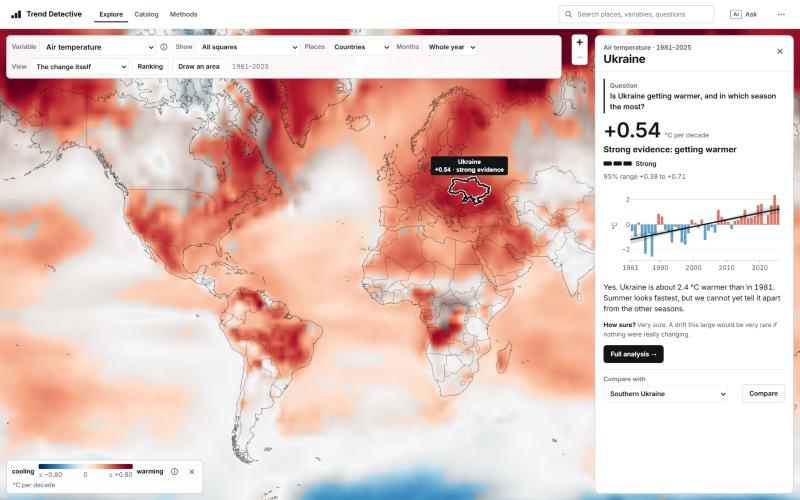 Trend Detective
Explore
Catalog
Methods
Search places, variables, questions
AI Ask
Variable Air temperature
Show All squares
Places Countries
Months Whole year
View The change itself
Ranking
Draw an area
1981–2025
+
−
Ukraine
+0.54 · strong evidence
Air temperature · 1981–2025
Ukraine
Question
Is Ukraine getting warmer, and in which season
the most?
+0.54 °C per decade
Strong evidence: getting warmer
Strong
95% range +0.38 to +0.71
2
0
−2
°C
1981 1990 2000 2010 2020
Yes. Ukraine is about 2.4 °C warmer than in 1981.
Summer looks fastest, but we cannot yet tell it apart
from the other seasons.
How sure? Very sure. A drift this large would be very rare if
nothing were really changing.
Full analysis →
Compare with
Southern Ukraine
Compare
cooling
warming
≤ −0.80 0 ≥ +0.80
°C per decade